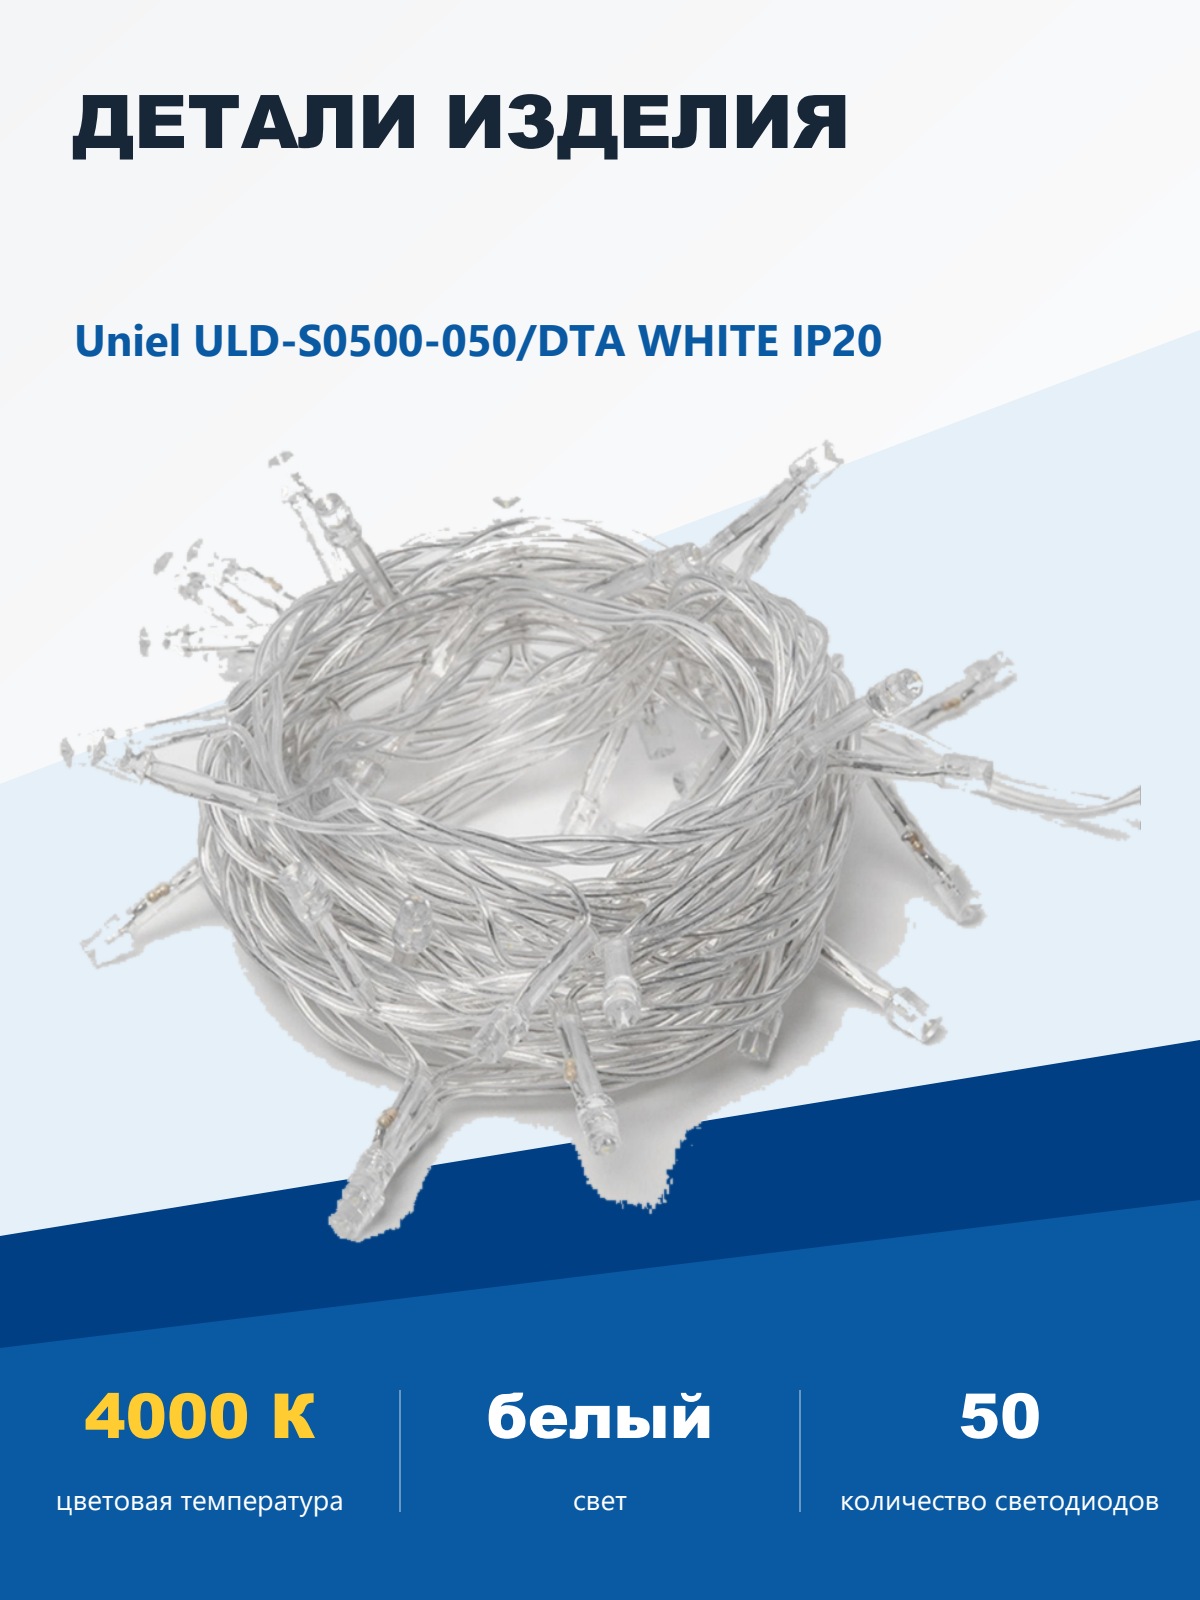 ДЕТАЛИ ИЗДЕЛИЯ
Uniel ULD-S0500-050/DTA WHITE IP20
4000 К
цветовая температура
белый
свет
50
количество светодиодов